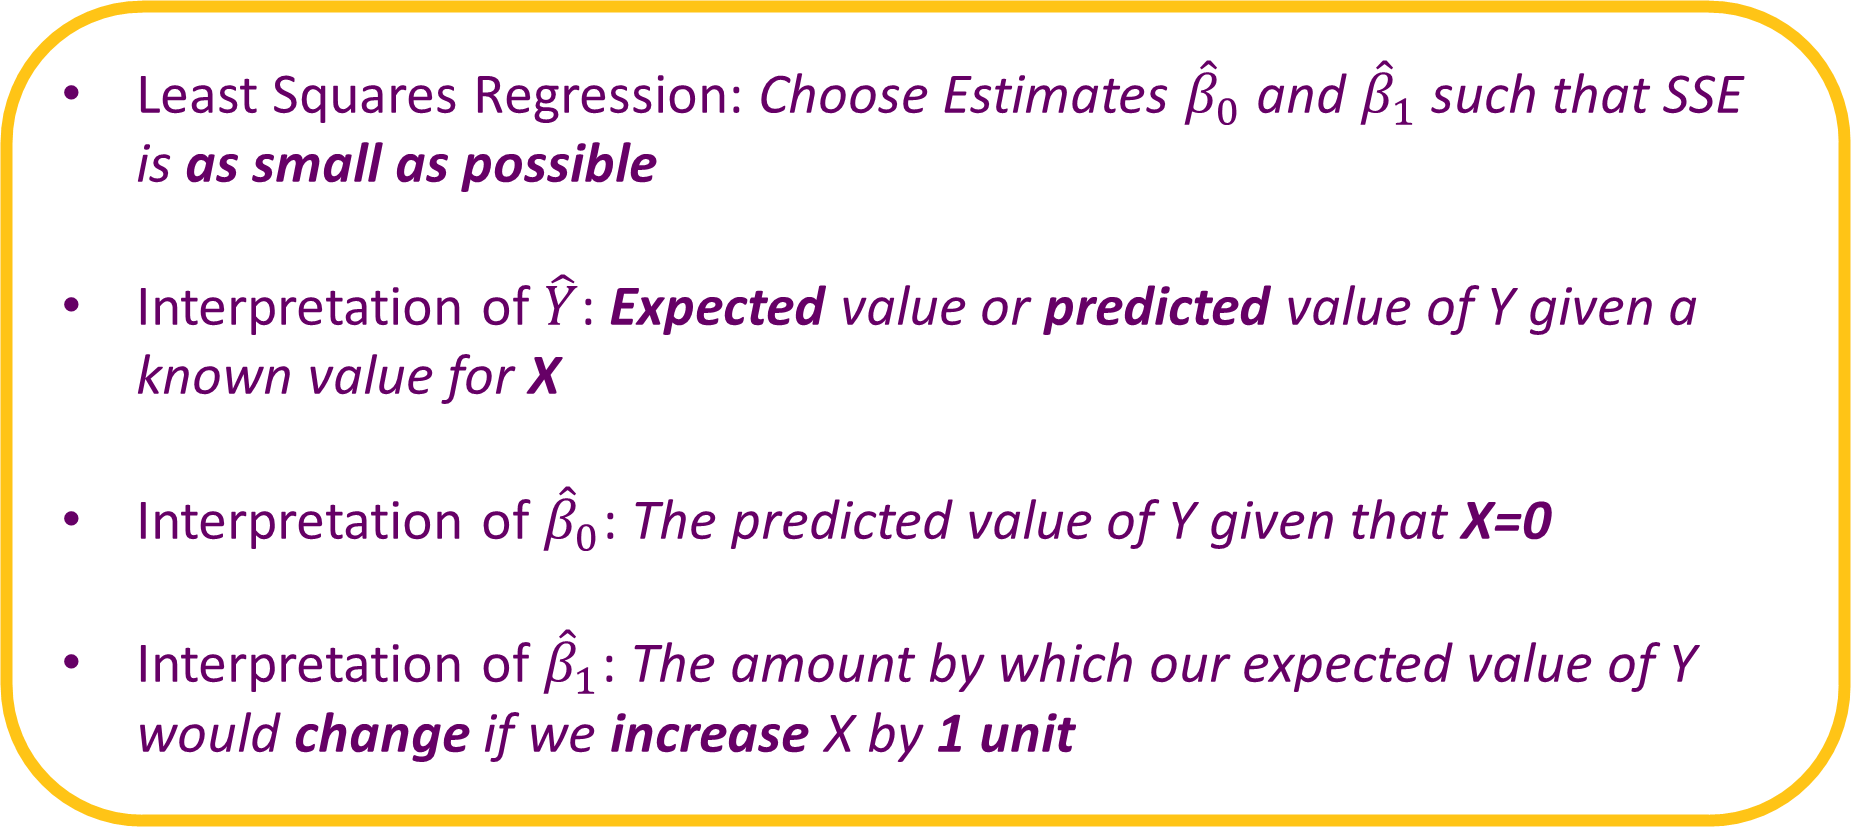 • Least Squares Regression: Choose Estimates β̂₀ and β̂₁ such that SSE
is as small as possible
• Interpretation of Ŷ: Expected value or predicted value of Y given a
known value for X
• Interpretation of β̂₀: The predicted value of Y given that X=0
• Interpretation of β̂₁: The amount by which our expected value of Y
would change if we increase X by 1 unit